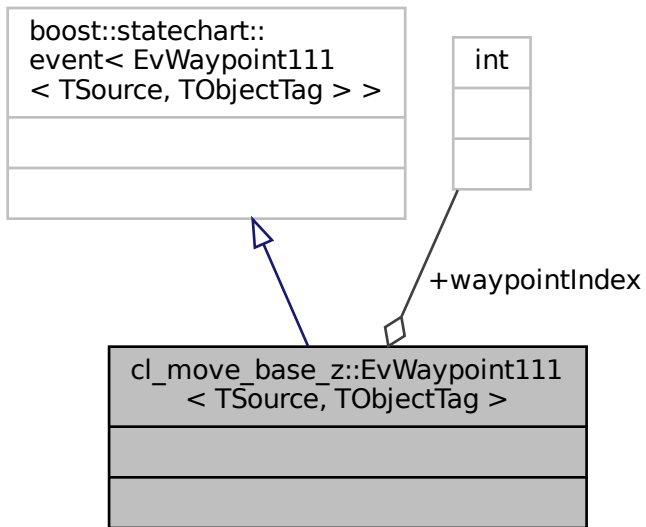 boost::statechart::
event< EvWaypoint111
< TSource, TObjectTag > >
int
+waypointIndex
cl_move_base_z::EvWaypoint111
< TSource, TObjectTag >